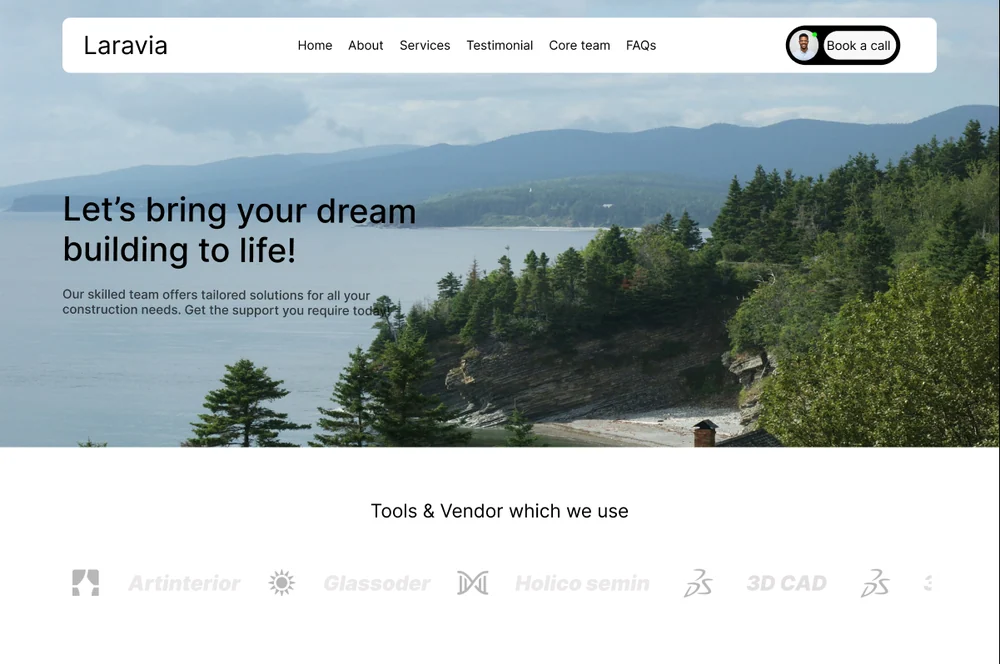 Laravia
Home About Services Testimonial Core team FAQs
Book a call
Let's bring your dream
building to life!
Our skilled team offers tailored solutions for all your
construction needs. Get the support you require today!
Tools & Vendor which we use
Artinterior Glassoder Holico semin 3D CAD